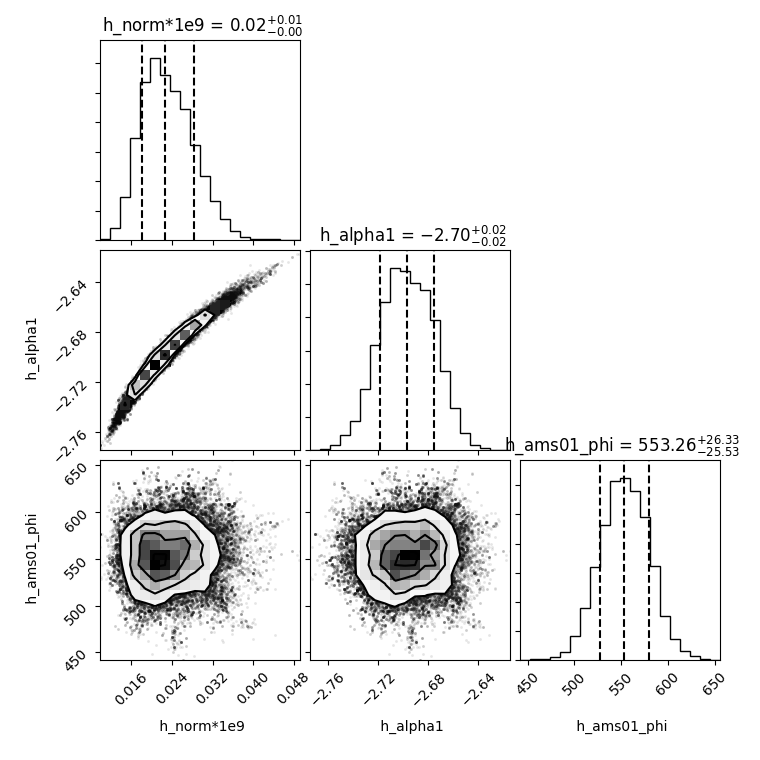 h_norm*1e9 = 0.02+0.01 −0.00
h_alpha1 = −2.70+0.02 −0.02
h_ams01_phi = 553.26+26.33 −25.53
h_alpha1
−2.64
−2.68
−2.72
−2.76
h_ams01_phi
650
600
550
500
450
0.016 0.024 0.032 0.040 0.048
−2.76 −2.72 −2.68 −2.64
450 500 550 600 650
h_norm*1e9
h_alpha1
h_ams01_phi